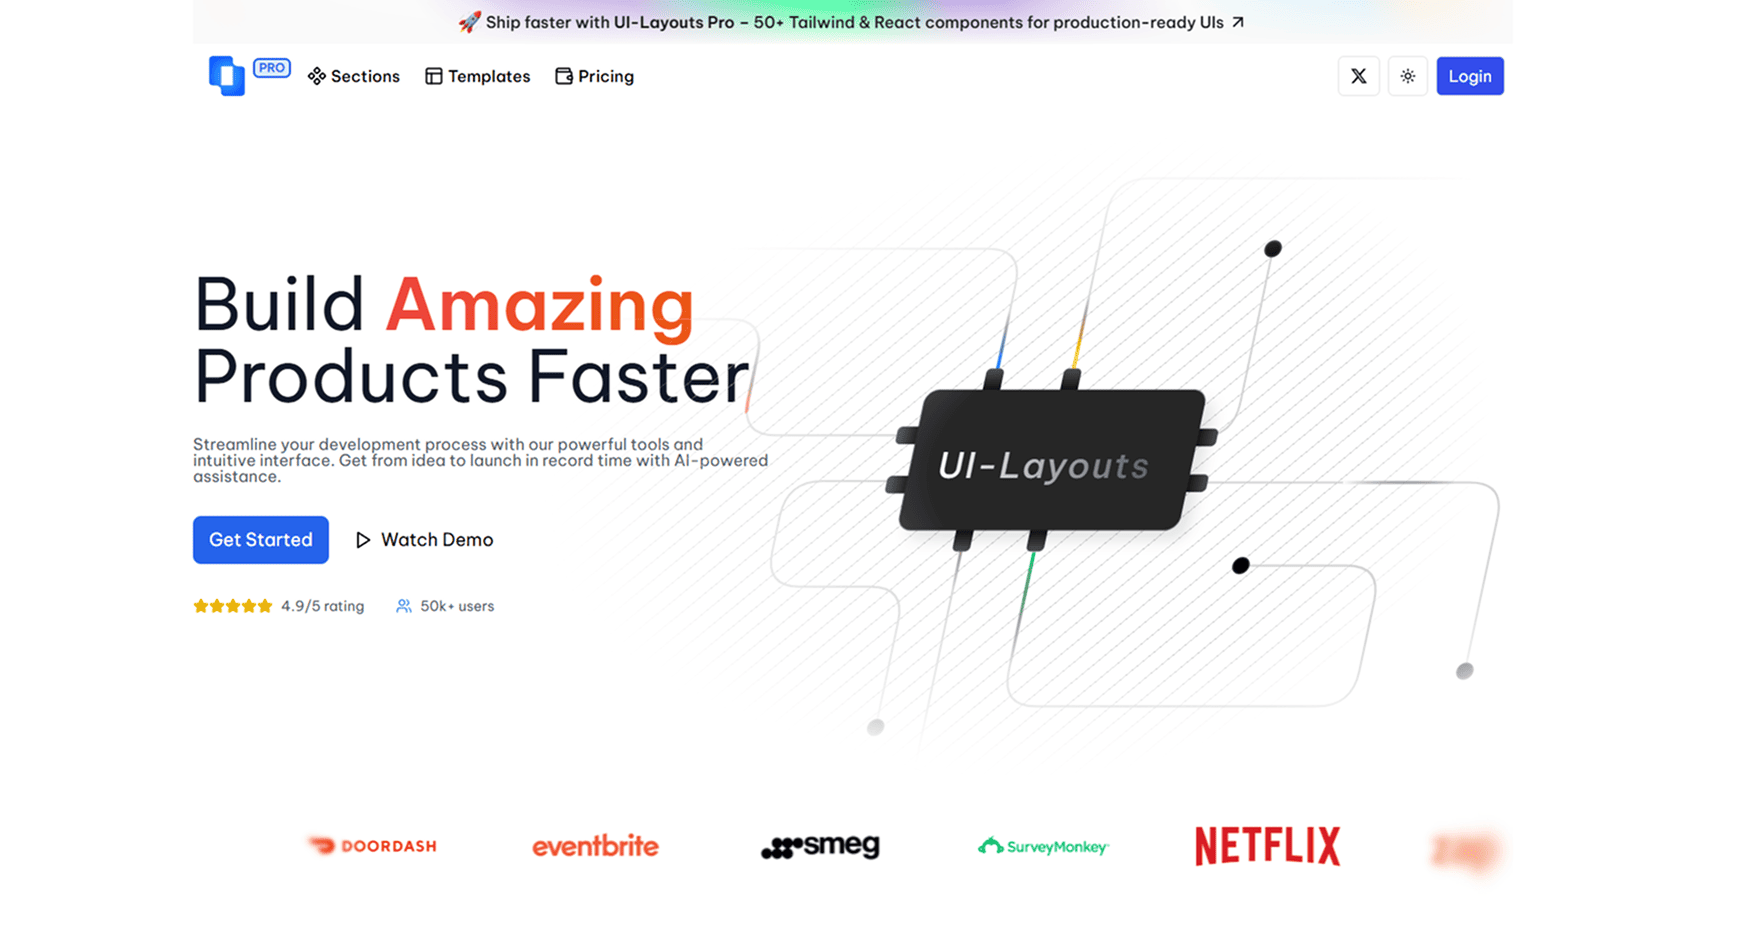 🚀 Ship faster with UI-Layouts Pro – 50+ Tailwind & React components for production-ready UIs ↗
PRO
Sections
Templates
Pricing
Login
Build Amazing
Products Faster
Streamline your development process with our powerful tools and
intuitive interface. Get from idea to launch in record time with AI-powered
assistance.
Get Started
Watch Demo
4.9/5 rating
50k+ users
UI-Layouts
DOORDASH
eventbrite
smeg
SurveyMonkey
NETFLIX